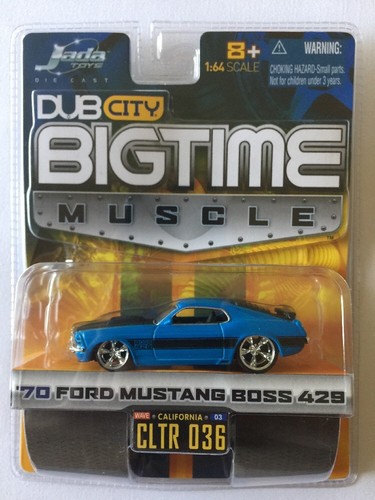 Jada
TOYS
DIE CAST
8+
1:64 SCALE
WARNING:
CHOKING HAZARD-Small parts.
Not for children under 3 years.
DUB CITY
BIGTIME
MUSCLE
'70 FORD MUSTANG BOSS 429
WAVE CALIFORNIA 03
CLTR 036